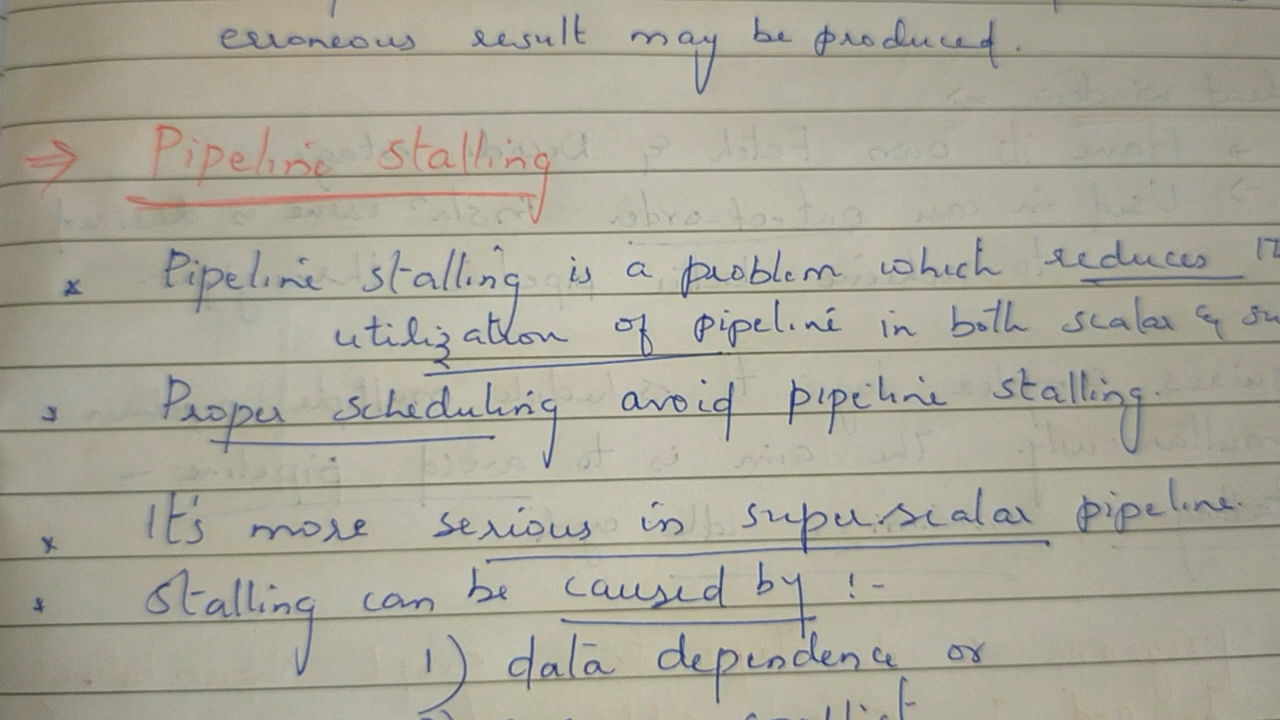 erroneous result may be produced.
⇒ Pipeline stalling
* Pipeline stalling is a problem which reduces
utilization of pipeline in both scalar &
* Proper scheduling avoid pipeline stalling.
* It's more serious in superscalar pipeline.
* Stalling can be caused by :-
1) data dependence or